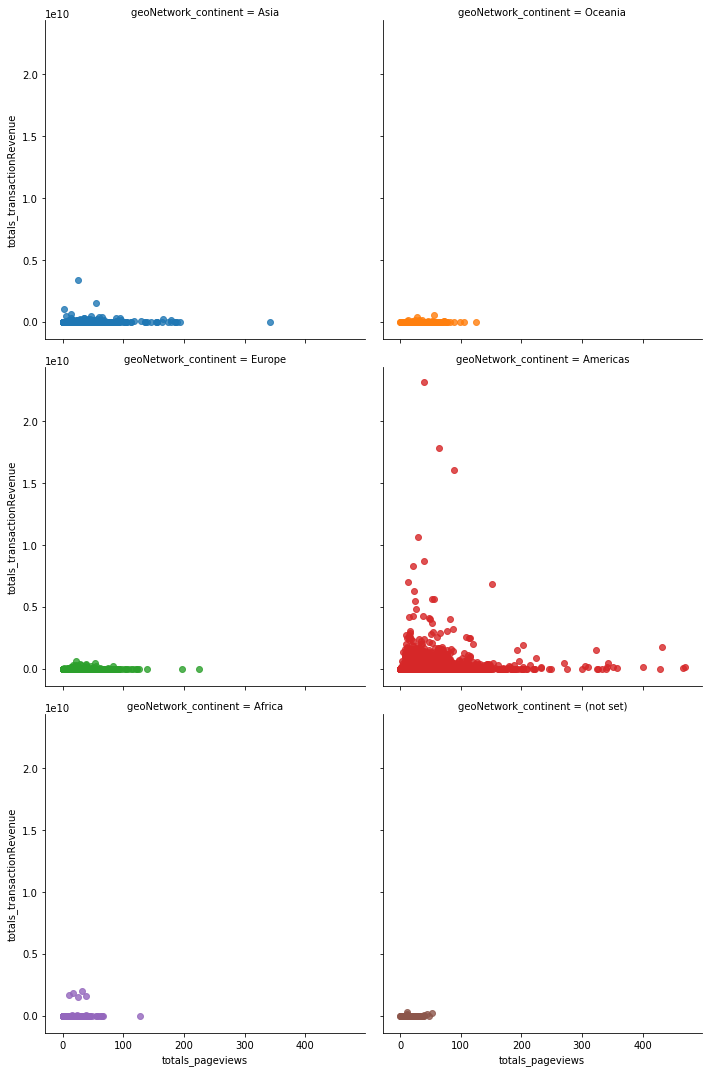 geoNetwork_continent = Asia
geoNetwork_continent = Oceania
1e10
2.0
1.5
1.0
0.5
0.0
totals_transactionRevenue
geoNetwork_continent = Europe
geoNetwork_continent = Americas
1e10
2.0
1.5
1.0
0.5
0.0
totals_transactionRevenue
geoNetwork_continent = Africa
geoNetwork_continent = (not set)
1e10
2.0
1.5
1.0
0.5
0.0
totals_transactionRevenue
0 100 200 300 400
totals_pageviews
0 100 200 300 400
totals_pageviews